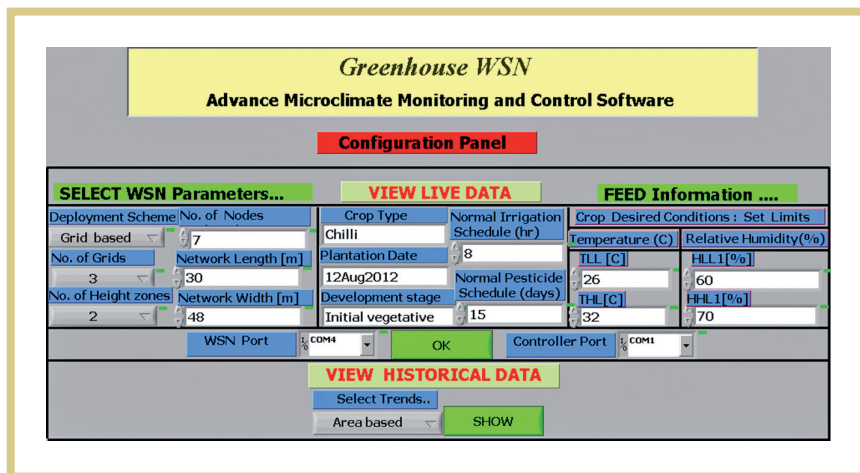 Greenhouse WSN
Advance Microclimate Monitoring and Control Software
Configuration Panel
SELECT WSN Parameters...
Deployment Scheme
Grid based
No. of Grids
3
No. of Height zones
2
No. of Nodes
7
Network Length [m]
30
Network Width [m]
48
VIEW LIVE DATA
Crop Type
Chilli
Plantation Date
12Aug2012
Development stage
Initial vegetative
Normal Irrigation
Schedule (hr)
8
Normal Pesticide
Schedule (days)
15
FEED Information ....
Crop Desired Conditions : Set Limits
Temperature (C)
TLL [C]
26
THL[C]
32
Relative Humidity(%)
HLL1[%]
60
HHL1[%]
70
WSN Port
COM4
OK
Controller Port
COM1
VIEW HISTORICAL DATA
Select Trends..
Area based
SHOW